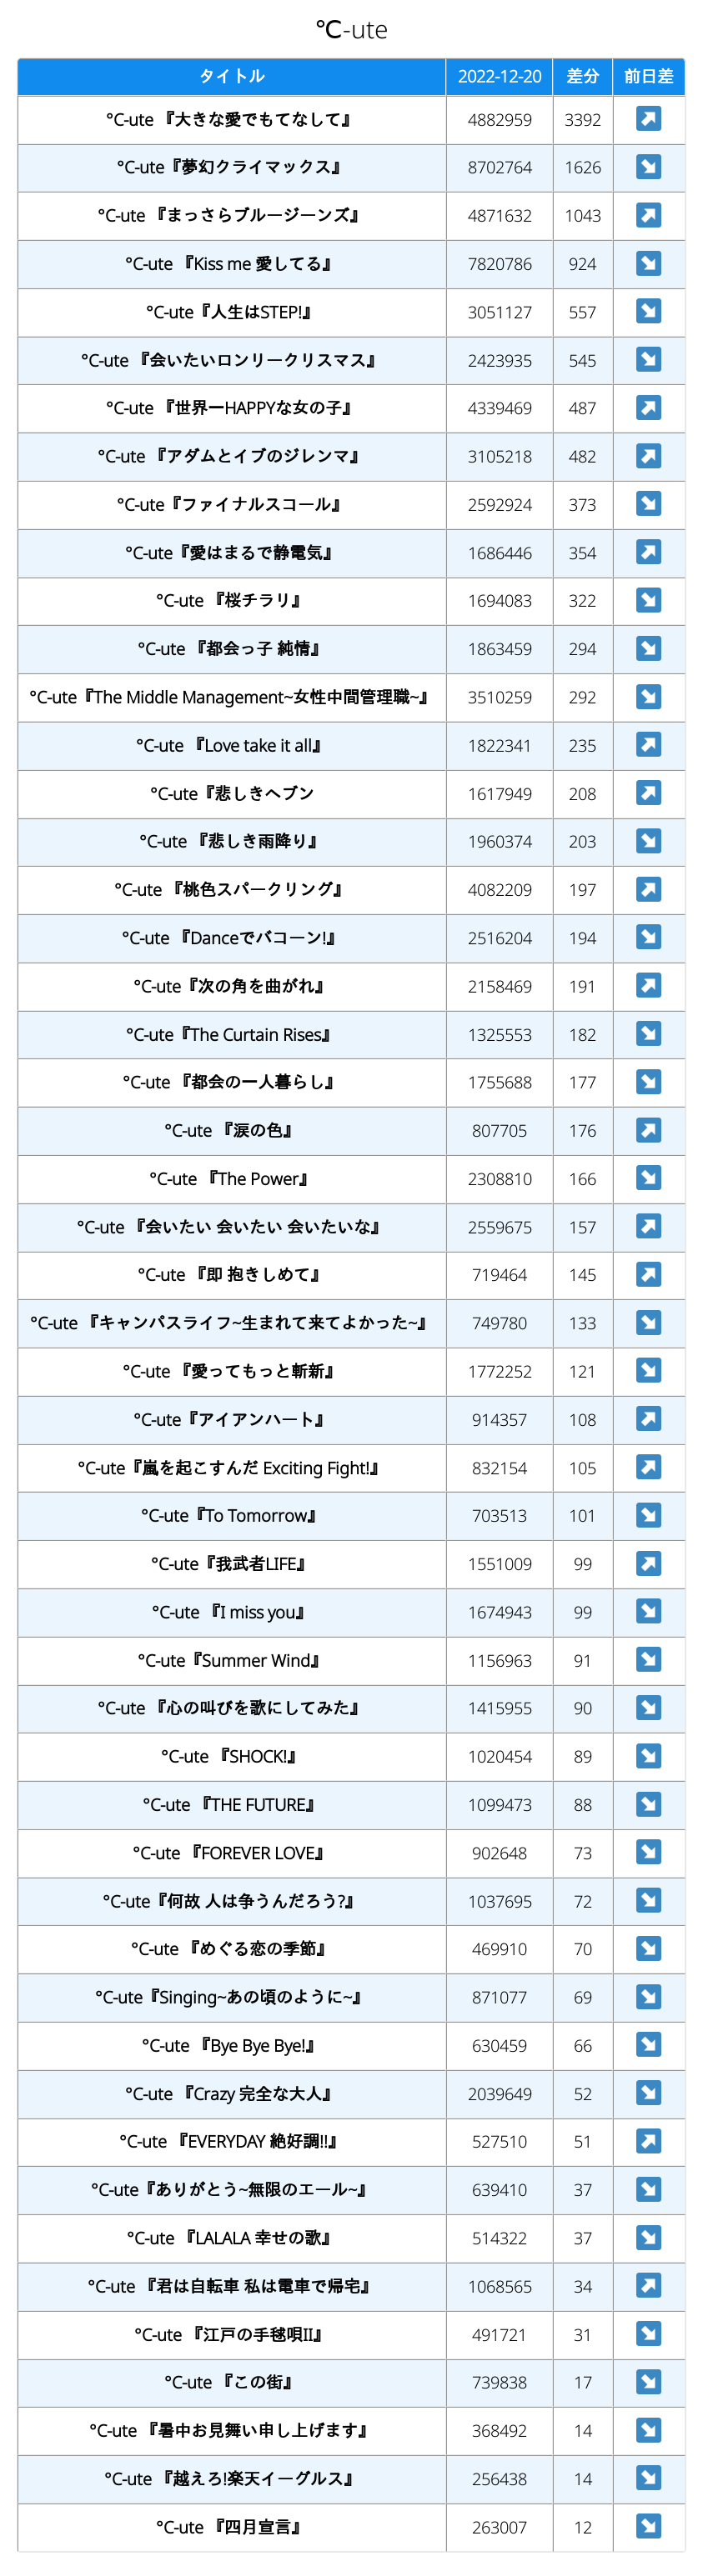 ℃-ute
タイトル 2022-12-20 差分 前日差
°C-ute 『大きな愛でもてなして』 4882959 3392 ↗
°C-ute『夢幻クライマックス』 8702764 1626 ↘
°C-ute 『まっさらブルージーンズ』 4871632 1043 ↗
°C-ute 『Kiss me 愛してる』 7820786 924 ↘
°C-ute『人生はSTEP!』 3051127 557 ↘
°C-ute 『会いたいロンリークリスマス』 2423935 545 ↘
°C-ute 『世界一HAPPYな女の子』 4339469 487 ↗
°C-ute 『アダムとイブのジレンマ』 3105218 482 ↗
°C-ute『ファイナルスコール』 2592924 373 ↘
°C-ute『愛はまるで静電気』 1686446 354 ↗
°C-ute 『桜チラリ』 1694083 322 ↘
°C-ute 『都会っ子 純情』 1863459 294 ↘
°C-ute『The Middle Management~女性中間管理職~』 3510259 292 ↘
°C-ute 『Love take it all』 1822341 235 ↗
°C-ute『悲しきヘブン 1617949 208 ↗
°C-ute 『悲しき雨降り』 1960374 203 ↘
°C-ute 『桃色スパークリング』 4082209 197 ↗
°C-ute 『Danceでバコーン!』 2516204 194 ↘
°C-ute『次の角を曲がれ』 2158469 191 ↗
°C-ute『The Curtain Rises』 1325553 182 ↘
°C-ute 『都会の一人暮らし』 1755688 177 ↘
°C-ute 『涙の色』 807705 176 ↗
°C-ute 『The Power』 2308810 166 ↘
°C-ute 『会いたい 会いたい 会いたいな』 2559675 157 ↗
°C-ute 『即 抱きしめて』 719464 145 ↗
°C-ute 『キャンパスライフ~生まれて来てよかった~』 749780 133 ↘
°C-ute 『愛ってもっと斬新』 1772252 121 ↘
°C-ute『アイアンハート』 914357 108 ↗
°C-ute『嵐を起こすんだ Exciting Fight!』 832154 105 ↗
°C-ute『To Tomorrow』 703513 101 ↘
°C-ute『我武者LIFE』 1551009 99 ↗
°C-ute 『I miss you』 1674943 99 ↘
°C-ute『Summer Wind』 1156963 91 ↘
°C-ute 『心の叫びを歌にしてみた』 1415955 90 ↘
°C-ute 『SHOCK!』 1020454 89 ↘
°C-ute 『THE FUTURE』 1099473 88 ↘
°C-ute 『FOREVER LOVE』 902648 73 ↘
°C-ute『何故 人は争うんだろう?』 1037695 72 ↘
°C-ute 『めぐる恋の季節』 469910 70 ↘
°C-ute『Singing~あの頃のように~』 871077 69 ↘
°C-ute 『Bye Bye Bye!』 630459 66 ↘
°C-ute 『Crazy 完全な大人』 2039649 52 ↘
°C-ute 『EVERYDAY 絶好調!!』 527510 51 ↗
°C-ute『ありがとう~無限のエール~』 639410 37 ↘
°C-ute 『LALALA 幸せの歌』 514322 37 ↘
°C-ute 『君は自転車 私は電車で帰宅』 1068565 34 ↗
°C-ute 『江戸の手毬唄II』 491721 31 ↘
°C-ute 『この街』 739838 17 ↘
°C-ute 『暑中お見舞い申し上げます』 368492 14 ↘
°C-ute 『越えろ!楽天イーグルス』 256438 14 ↘
°C-ute 『四月宣言』 263007 12 ↘